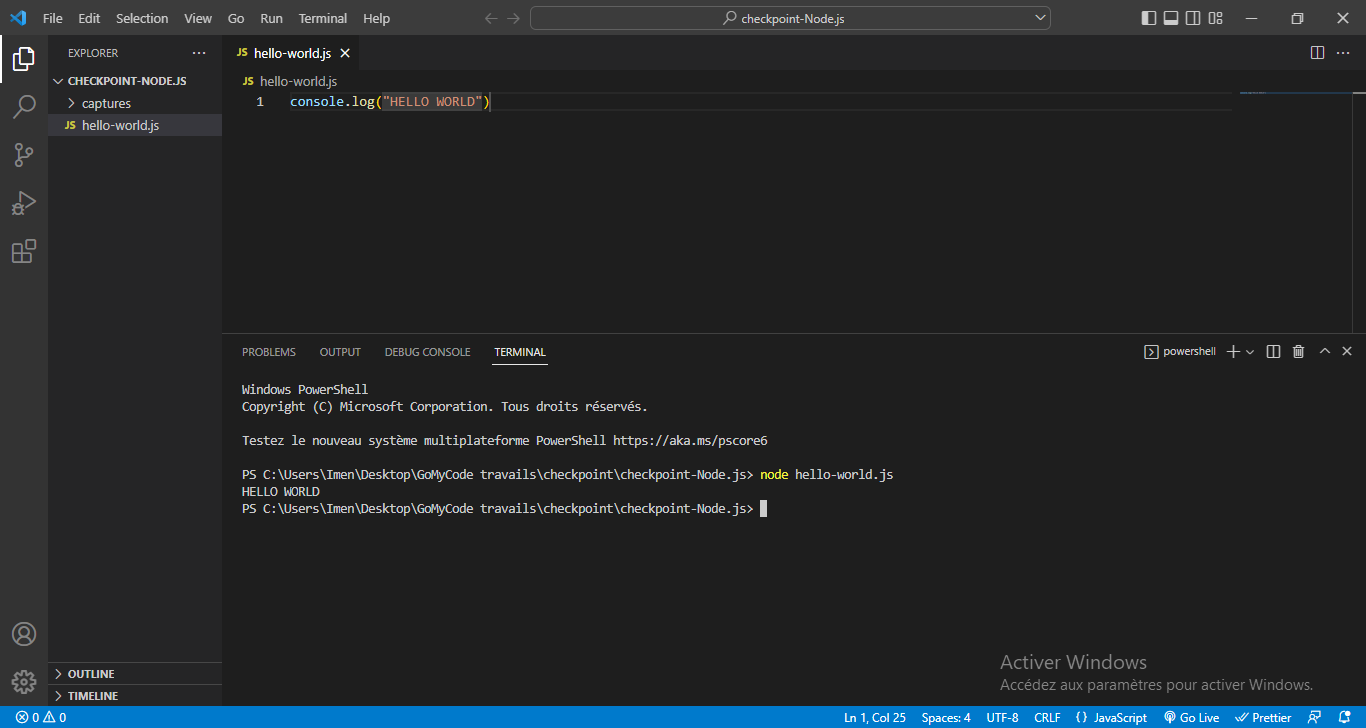 File Edit Selection View Go Run Terminal Help
checkpoint-Node.js
EXPLORER
CHECKPOINT-NODE.JS
captures
JS hello-world.js
OUTLINE
TIMELINE
JS hello-world.js
JS hello-world.js
1 console.log("HELLO WORLD")
PROBLEMS OUTPUT DEBUG CONSOLE TERMINAL
powershell
Windows PowerShell
Copyright (C) Microsoft Corporation. Tous droits réservés.
Testez le nouveau système multiplateforme PowerShell https://aka.ms/pscore6
PS C:\Users\Imen\Desktop\GoMyCode travails\checkpoint\checkpoint-Node.js> node hello-world.js
HELLO WORLD
PS C:\Users\Imen\Desktop\GoMyCode travails\checkpoint\checkpoint-Node.js>
Activer Windows
Accédez aux paramètres pour activer Windows.
0 0 Ln 1, Col 25 Spaces: 4 UTF-8 CRLF {} JavaScript Go Live Prettier